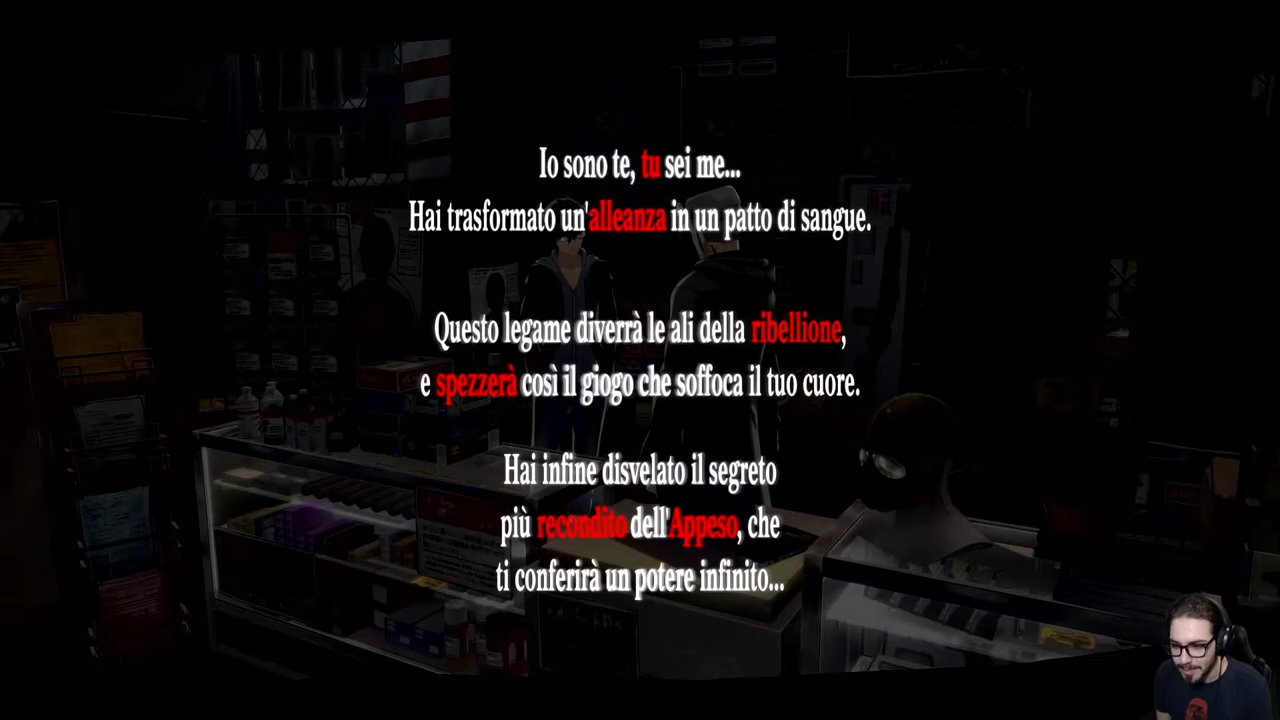 Io sono te, tu sei me...
Hai trasformato un'alleanza in un patto di sangue.
Questo legame diverrà le ali della ribellione,
e spezzerà così il giogo che soffoca il tuo cuore.
Hai infine disvelato il segreto
più recondito dell'Appeso, che
ti conferirà un potere infinito...